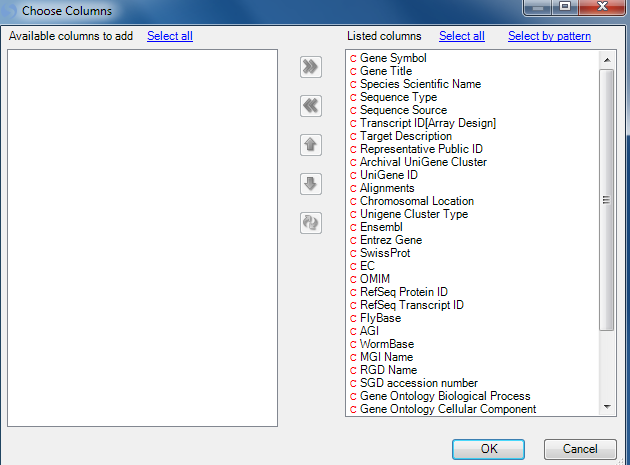 Choose Columns
Available columns to add Select all Listed columns Select all Select by pattern
C Gene Symbol
C Gene Title
C Species Scientific Name
C Sequence Type
C Sequence Source
C Transcript ID[Array Design]
C Target Description
C Representative Public ID
C Archival UniGene Cluster
C UniGene ID
C Alignments
C Chromosomal Location
C Unigene Cluster Type
C Ensembl
C Entrez Gene
C SwissProt
C EC
C OMIM
C RefSeq Protein ID
C RefSeq Transcript ID
C FlyBase
C AGI
C WormBase
C MGI Name
C RGD Name
C SGD accession number
C Gene Ontology Biological Process
C Gene Ontology Cellular Component
OK Cancel